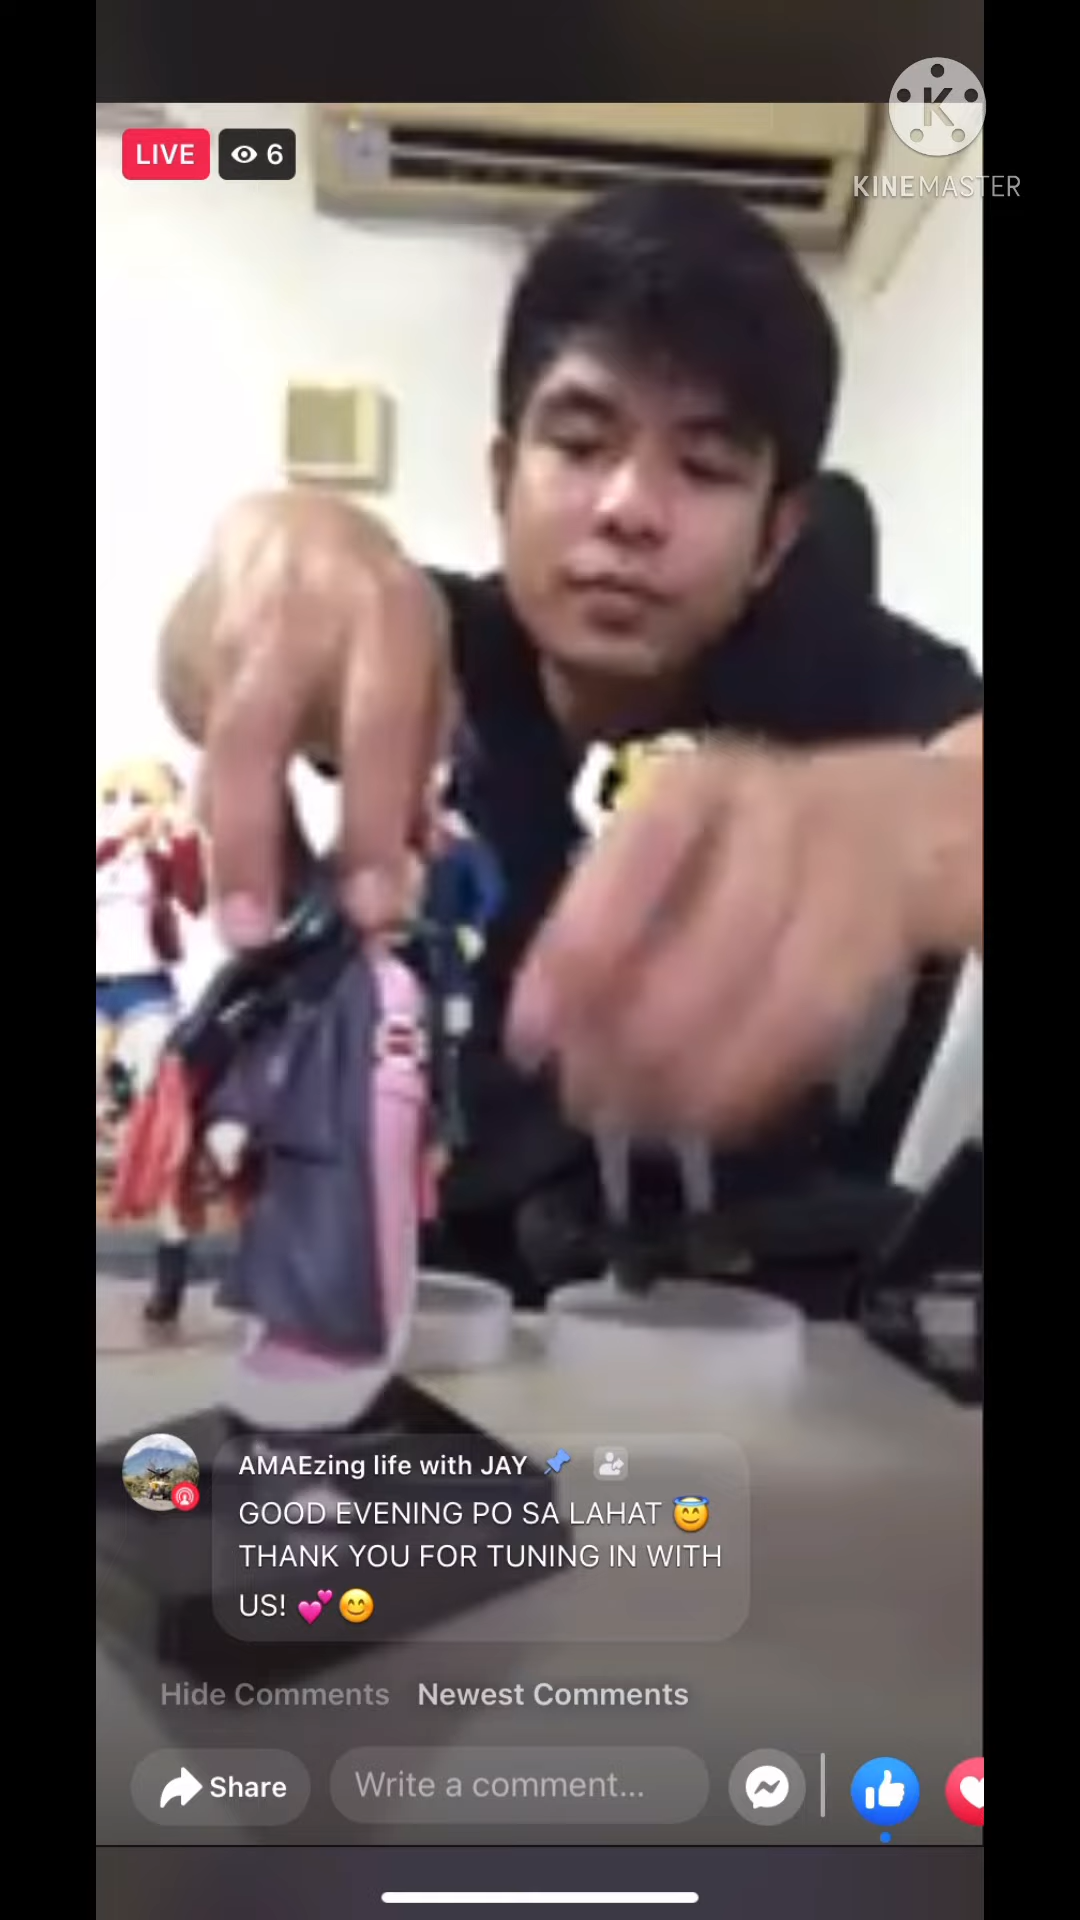 LIVE 6
KINEMASTER
AMAEzing life with JAY 📌
GOOD EVENING PO SA LAHAT 😇
THANK YOU FOR TUNING IN WITH
US! 💕😊
Hide Comments Newest Comments
Share Write a comment...